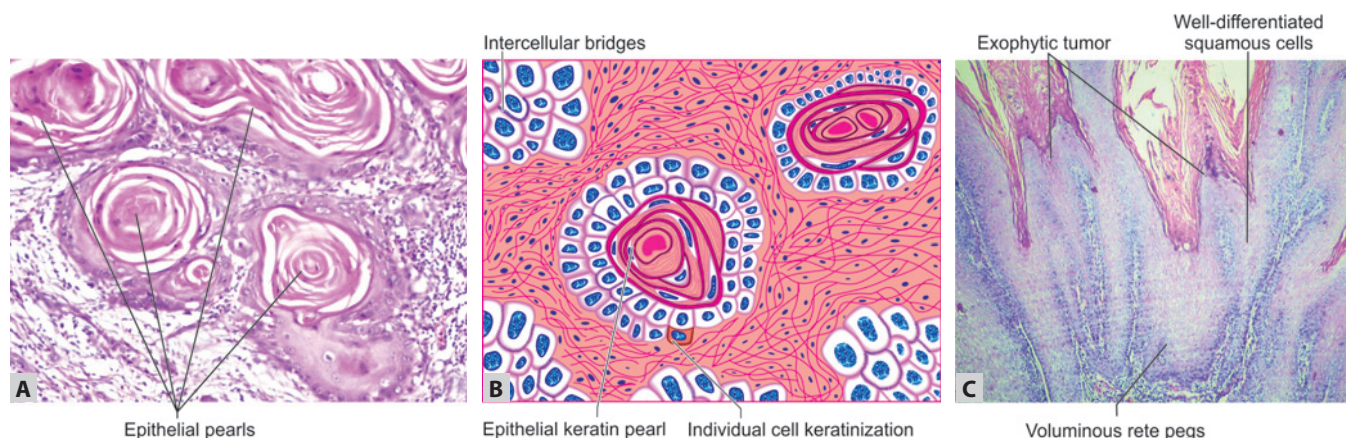 Well-differentiated
squamous cells
Intercellular bridges
Exophytic tumor
A
B
C
Epithelial pearls
Epithelial keratin pearl
Individual cell keratinization
Voluminous rete pegs